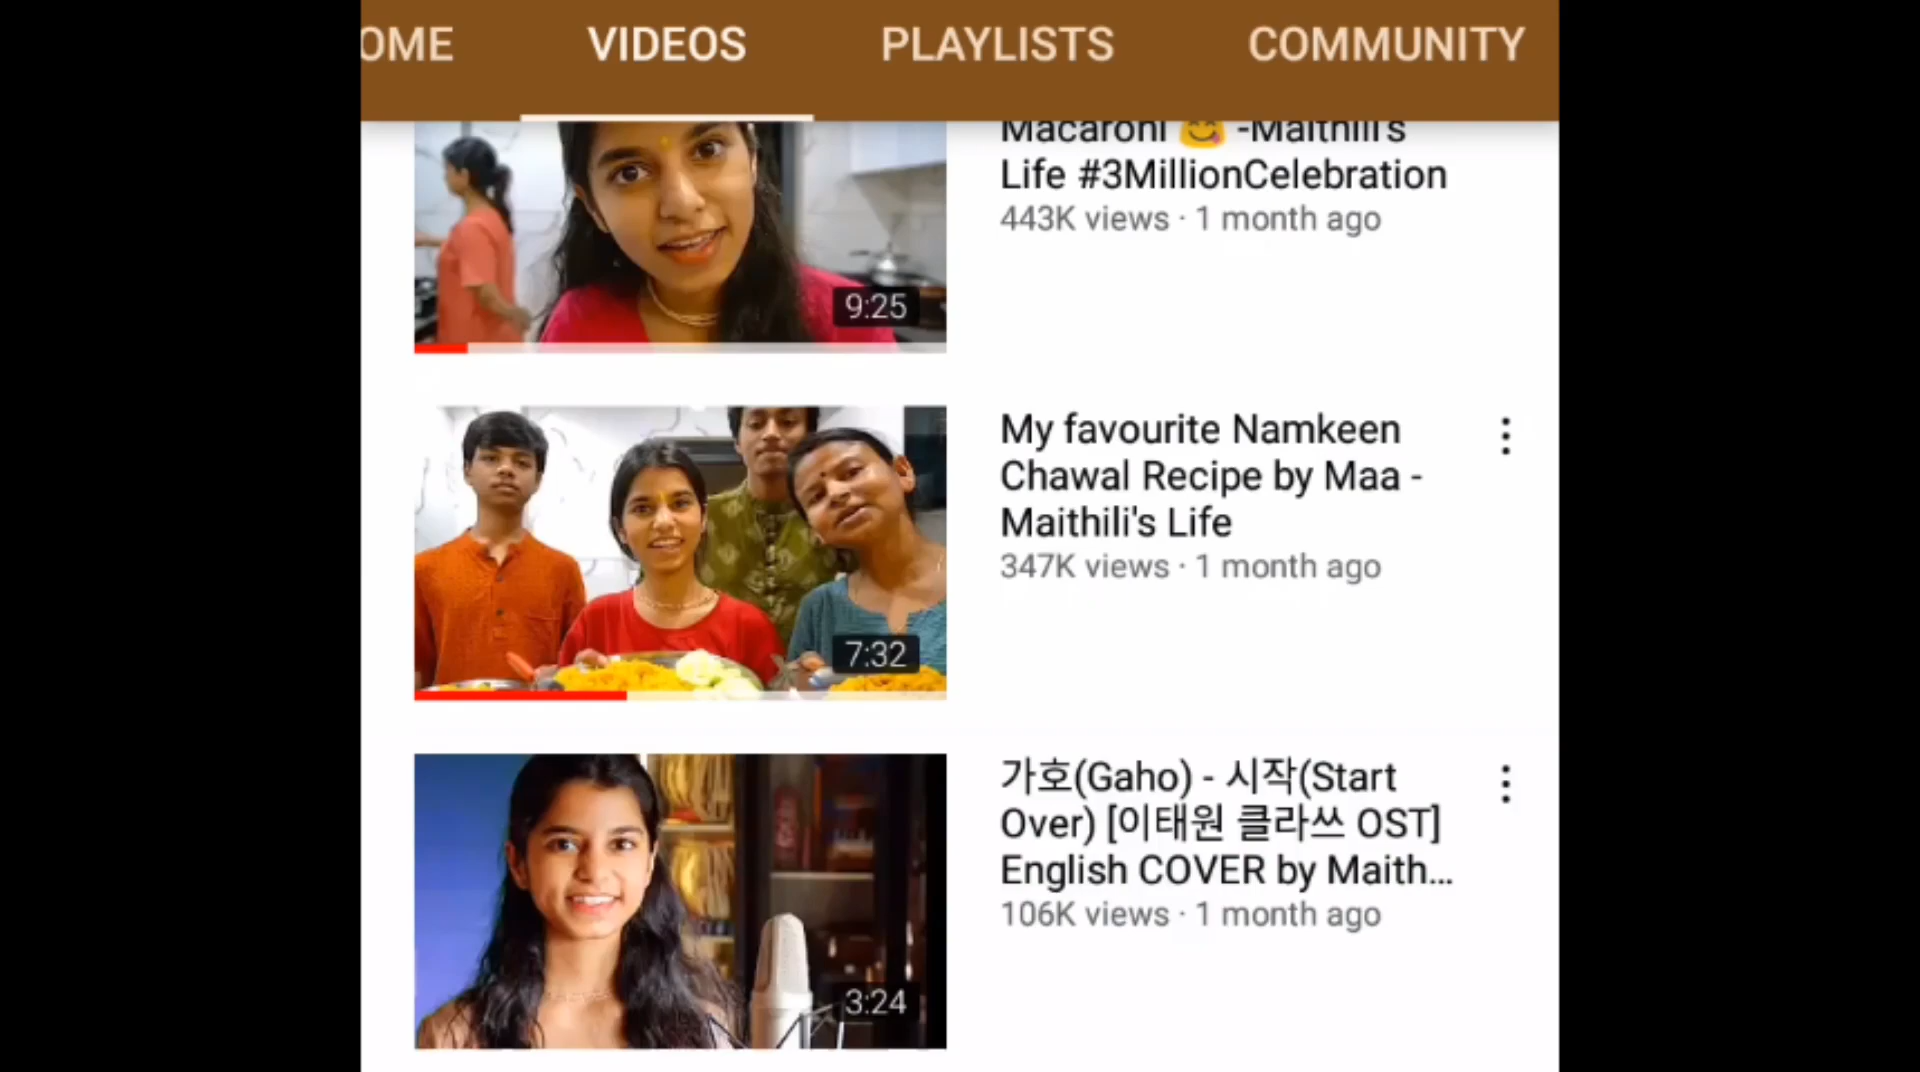 OME VIDEOS PLAYLISTS COMMUNITY
Macaroni 😋 -Maithili's
Life #3MillionCelebration
443K views · 1 month ago
9:25
My favourite Namkeen
Chawal Recipe by Maa -
Maithili's Life
347K views · 1 month ago
7:32
가호(Gaho) - 시작(Start
Over) [이태원 클라쓰 OST]
English COVER by Maith...
106K views · 1 month ago
3:24